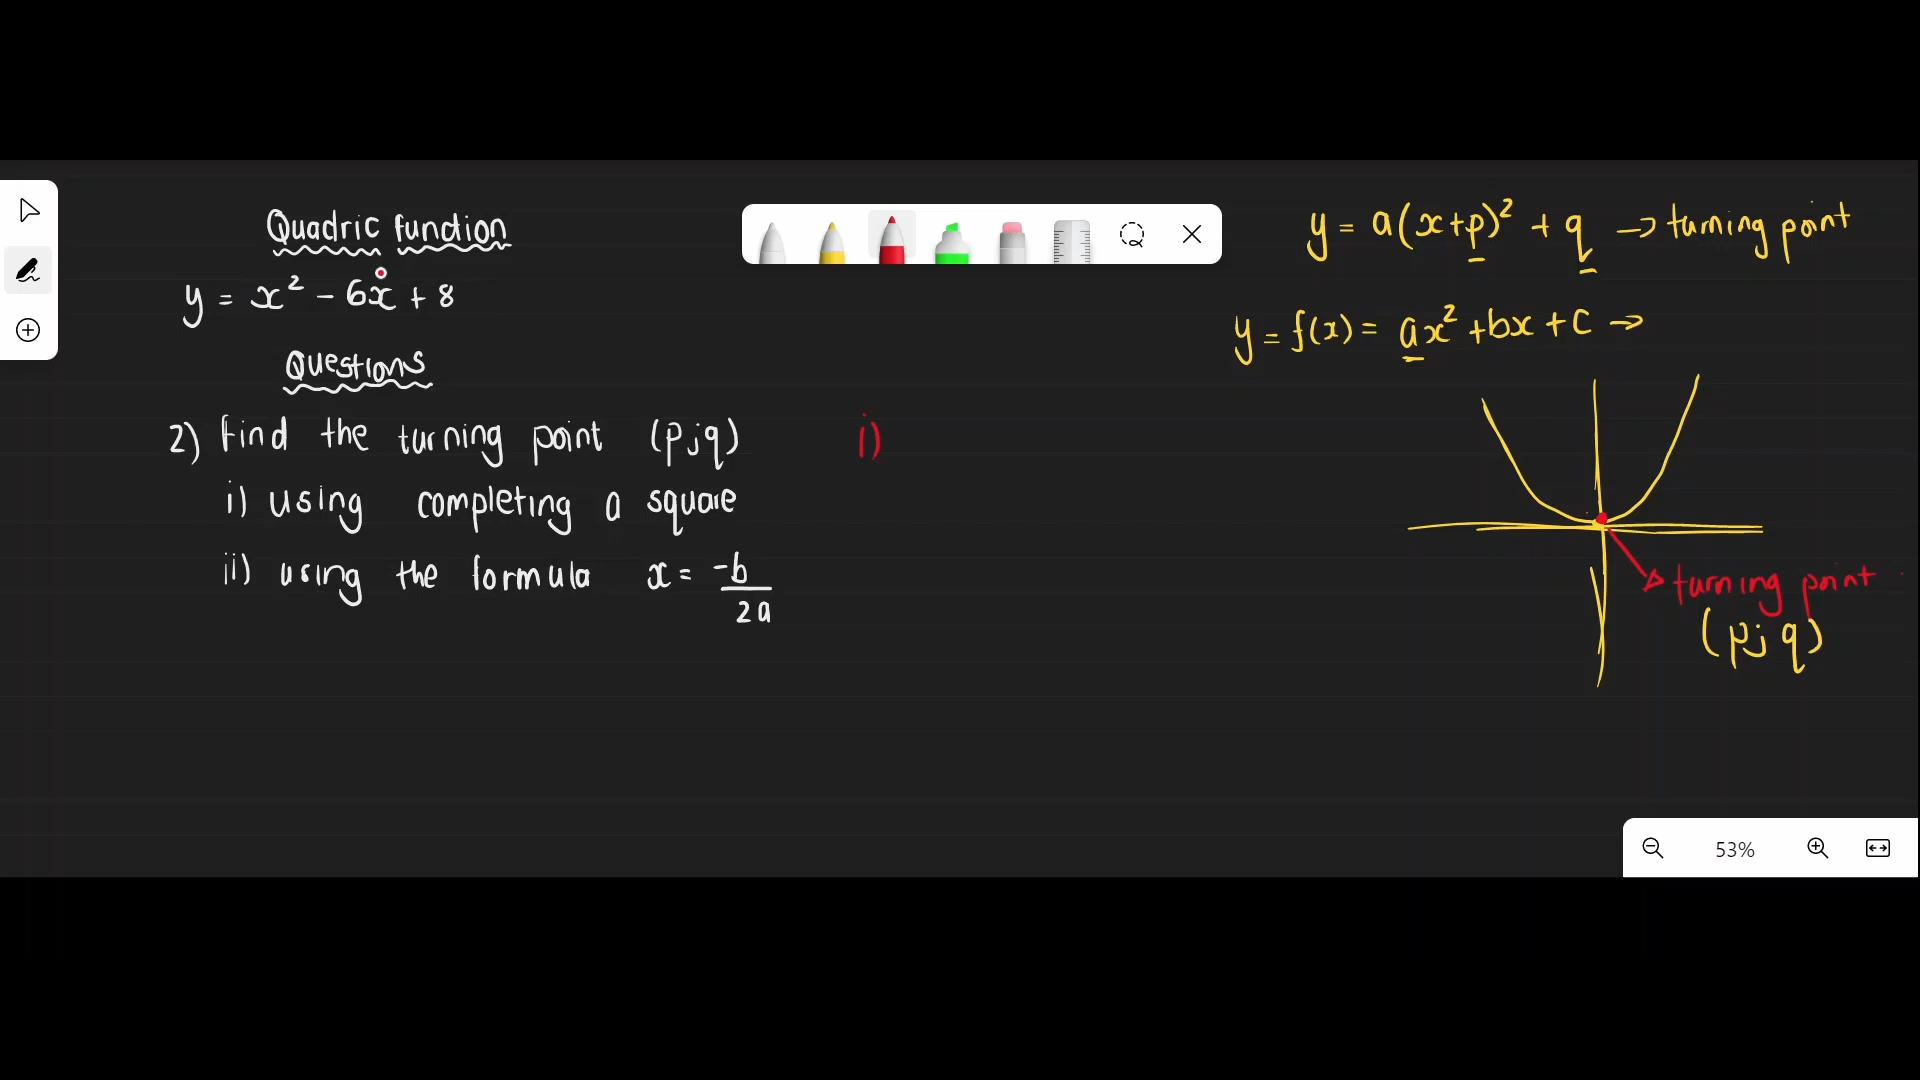 Quadric function
y = x² - 6x + 8
Questions
2) Find the turning point (p;q)
i) using completing a square
ii) using the formula x = -b/2a
i)
y = a(x+p)² + q → turning point
y = f(x) = ax² + bx + c →
turning point
(p;q)
53%